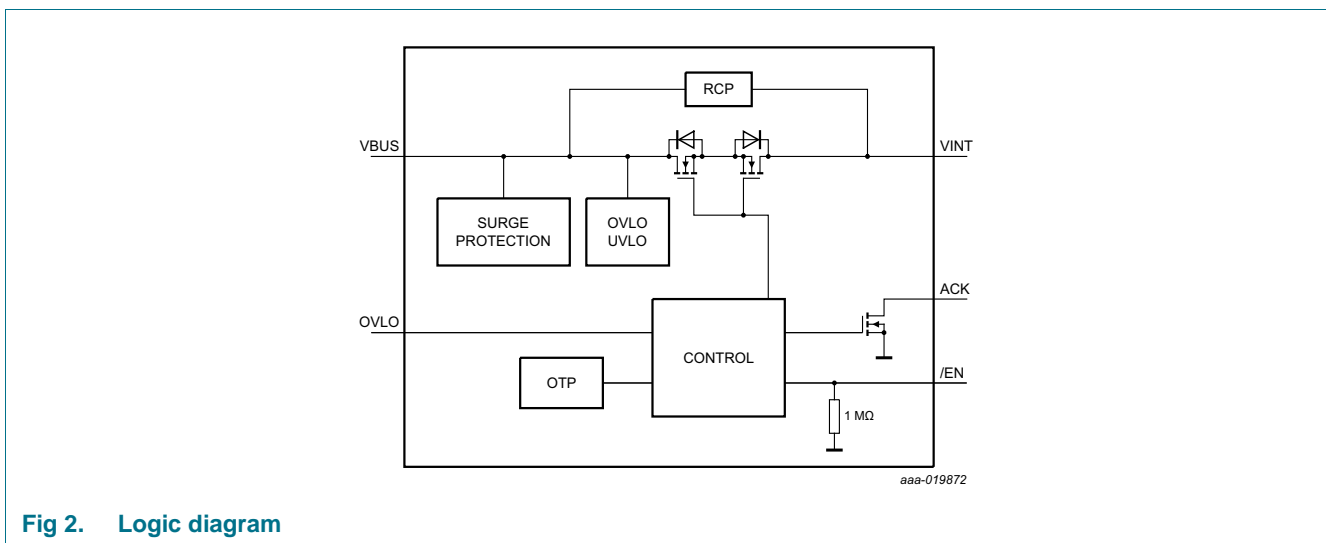 RCP
VBUS
VINT
SURGE
PROTECTION
OVLO
UVLO
ACK
OVLO
CONTROL
OTP
/EN
1 MΩ
aaa-019872
Fig 2. Logic diagram